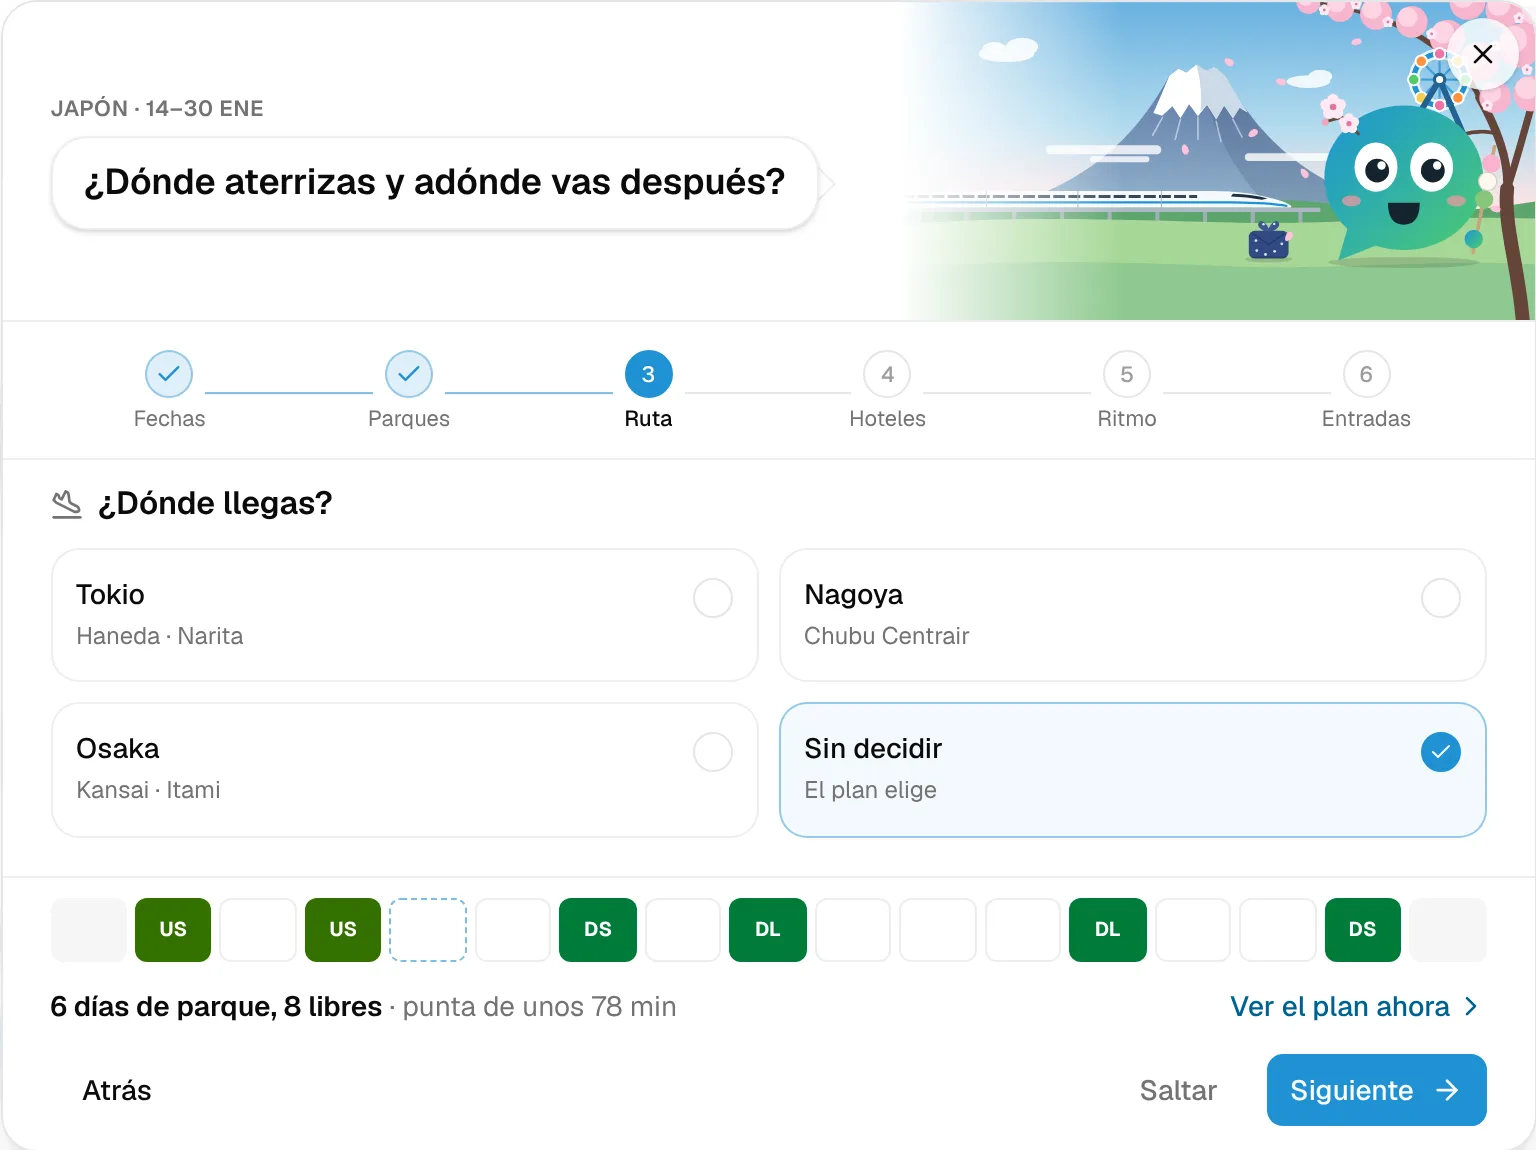 JAPÓN · 14–30 ENE
¿Dónde aterrizas y adónde vas después?
3
4
5
6
Fechas
Parques
Ruta
Hoteles
Ritmo
Entradas
¿Dónde llegas?
Tokio
Haneda · Narita
Nagoya
Chubu Centrair
Osaka
Kansai · Itami
Sin decidir
El plan elige
US
US
DS
DL
DL
DS
6 días de parque, 8 libres · punta de unos 78 min
Ver el plan ahora
Atrás
Saltar
Siguiente